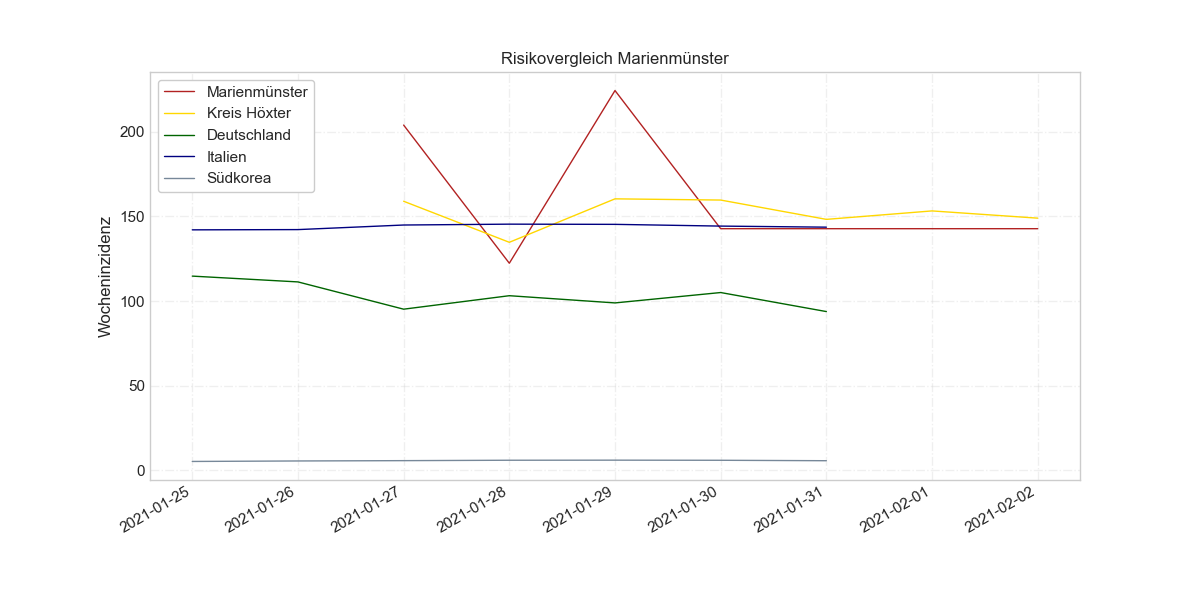 Risikovergleich Marienmünster
Marienmünster
Kreis Höxter
Deutschland
Italien
Südkorea
Wocheninzidenz
200
150
100
50
0
2021-01-25
2021-01-26
2021-01-27
2021-01-28
2021-01-29
2021-01-30
2021-01-31
2021-02-01
2021-02-02